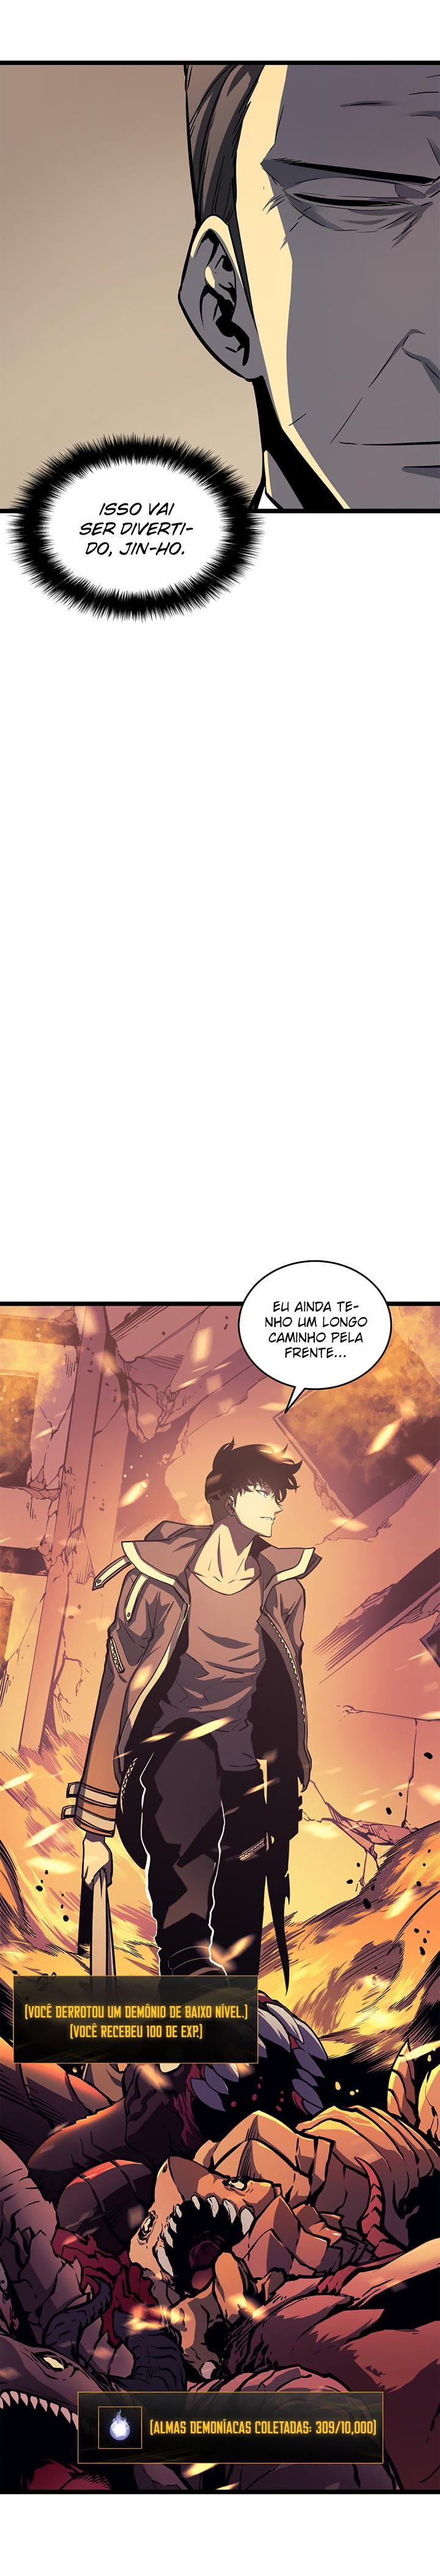 ISSO VAI
SER DIVERTI-
DO, JIN-HO.
EU AINDA TE-
NHO UM LONGO
CAMINHO PELA
FRENTE...
[VOCÊ DERROTOU UM DEMÔNIO DE BAIXO NÍVEL.]
[VOCÊ RECEBEU 100 DE EXP.]
[ALMAS DEMONÍACAS COLETADAS: 309/10,000]